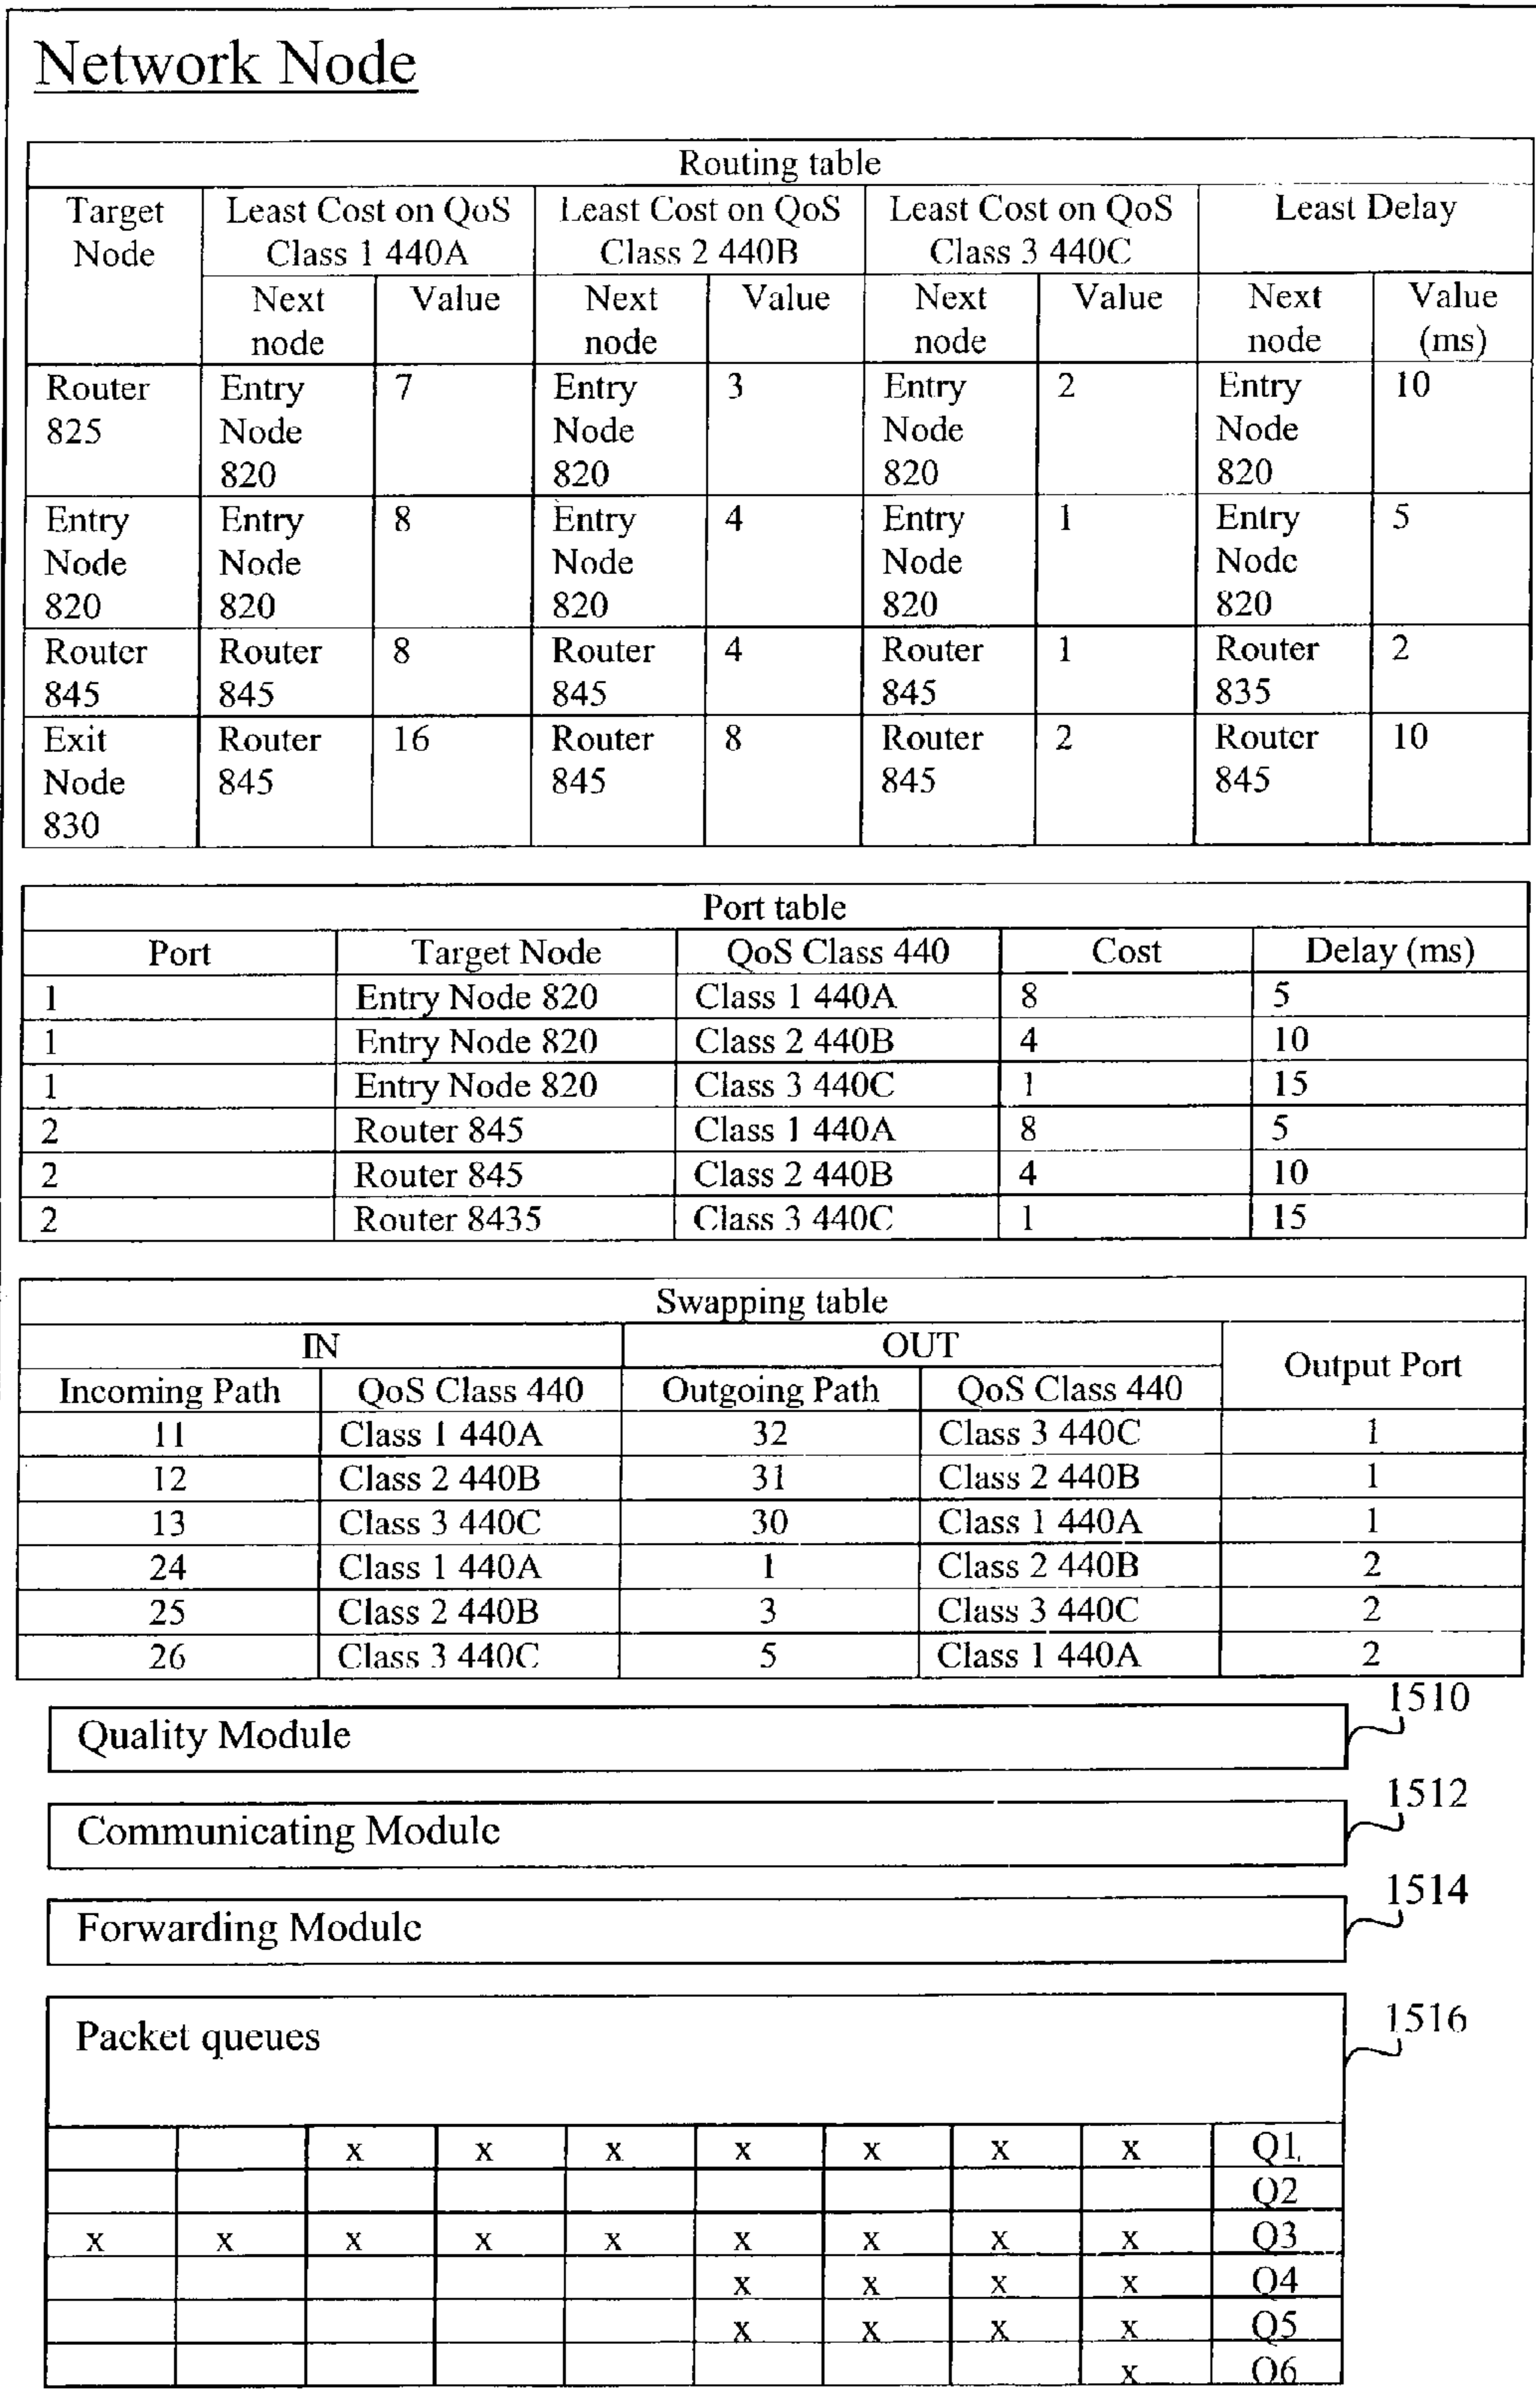 Network Node
Routing table
Target Node | Least Cost on QoS Class 1 440A | Least Cost on QoS Class 2 440B | Least Cost on QoS Class 3 440C | Least Delay
Next node | Value | Next node | Value | Next node | Value | Next node | Value (ms)
Router 825 | Entry Node 820 | 7 | Entry Node 820 | 3 | Entry Node 820 | 2 | Entry Node 820 | 10
Entry Node 820 | Entry Node 820 | 8 | Entry Node 820 | 4 | Entry Node 820 | 1 | Entry Node 820 | 5
Router 845 | Router 845 | 8 | Router 845 | 4 | Router 845 | 1 | Router 835 | 2
Exit Node 830 | Router 845 | 16 | Router 845 | 8 | Router 845 | 2 | Router 845 | 10
Port table
Port | Target Node | QoS Class 440 | Cost | Delay (ms)
1 | Entry Node 820 | Class 1 440A | 8 | 5
1 | Entry Node 820 | Class 2 440B | 4 | 10
1 | Entry Node 820 | Class 3 440C | 1 | 15
2 | Router 845 | Class 1 440A | 8 | 5
2 | Router 845 | Class 2 440B | 4 | 10
2 | Router 8435 | Class 3 440C | 1 | 15
Swapping table
IN | OUT | Output Port
Incoming Path | QoS Class 440 | Outgoing Path | QoS Class 440
11 | Class 1 440A | 32 | Class 3 440C | 1
12 | Class 2 440B | 31 | Class 2 440B | 1
13 | Class 3 440C | 30 | Class 1 440A | 1
24 | Class 1 440A | 1 | Class 2 440B | 2
25 | Class 2 440B | 3 | Class 3 440C | 2
26 | Class 3 440C | 5 | Class 1 440A | 2
Quality Module 1510
Communicating Module 1512
Forwarding Module 1514
Packet queues 1516
x x x x x x x Q1
Q2
x x x x x x x x x Q3
x x x x Q4
x x x x Q5
x Q6